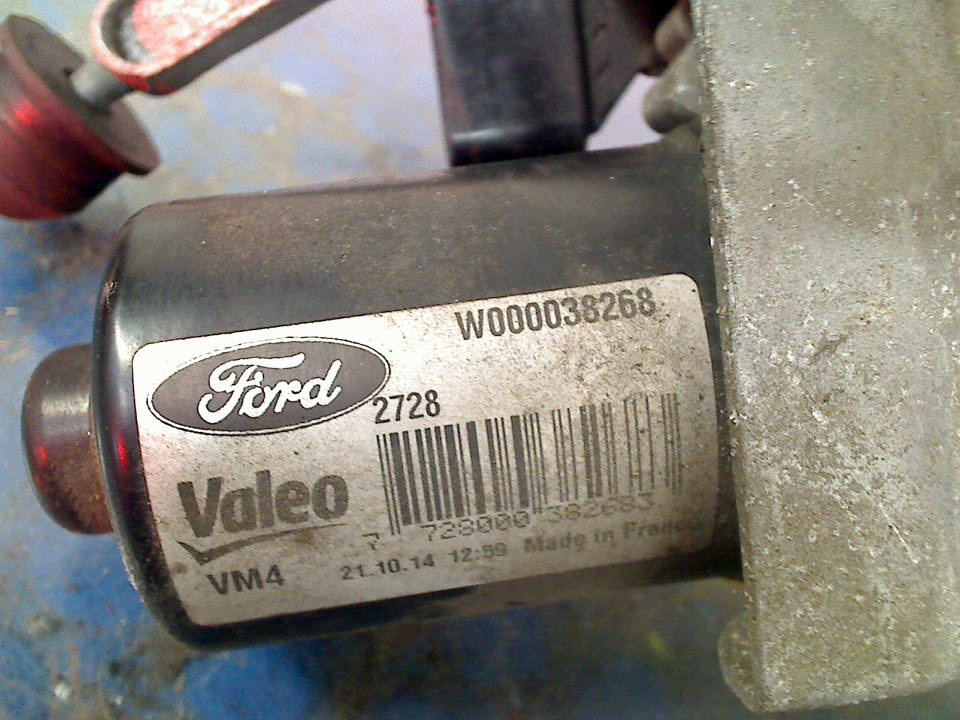 W000038268
Ford
2728
Valeo
7 728000 382683
VM4
21.10.14 12:59 Made in France